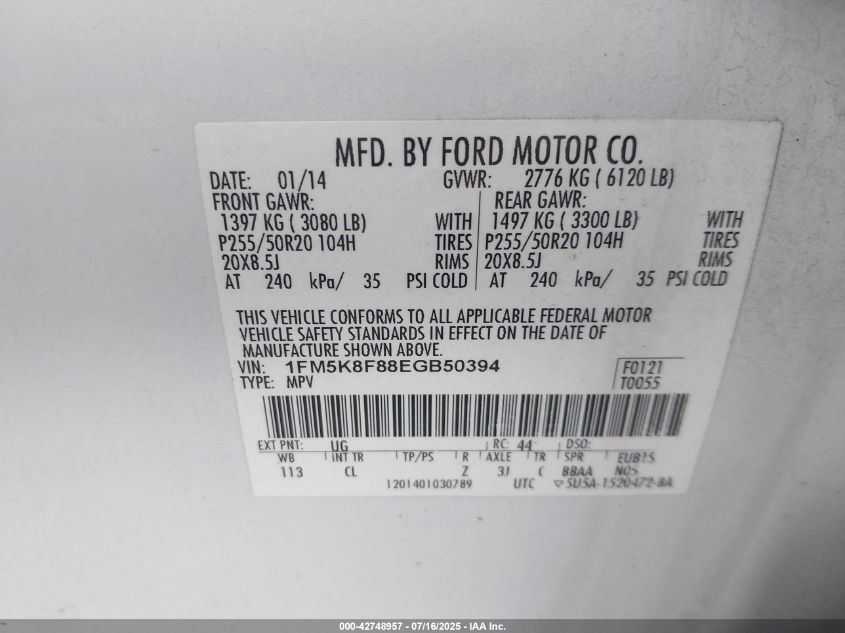 MFD. BY FORD MOTOR CO.
DATE: 01/14 GVWR: 2776 KG ( 6120 LB)
FRONT GAWR: REAR GAWR:
1397 KG ( 3080 LB) WITH 1497 KG ( 3300 LB) WITH
P255/50R20 104H TIRES P255/50R20 104H TIRES
20X8.5J RIMS 20X8.5J RIMS
AT 240 kPa/ 35 PSI COLD AT 240 kPa/ 35 PSI COLD
THIS VEHICLE CONFORMS TO ALL APPLICABLE FEDERAL MOTOR
VEHICLE SAFETY STANDARDS IN EFFECT ON THE DATE OF
MANUFACTURE SHOWN ABOVE.
VIN: 1FM5K8F88EGB50394 F0121
TYPE: MPV T0055
EXT PNT: UG RC: 44 DSO:
WB INT TR TP/PS R AXLE TR SPR
113 CL Z 3J C BBAA
1201401030789 UTC
000-42748957 - 07/16/2025 - IAA Inc.